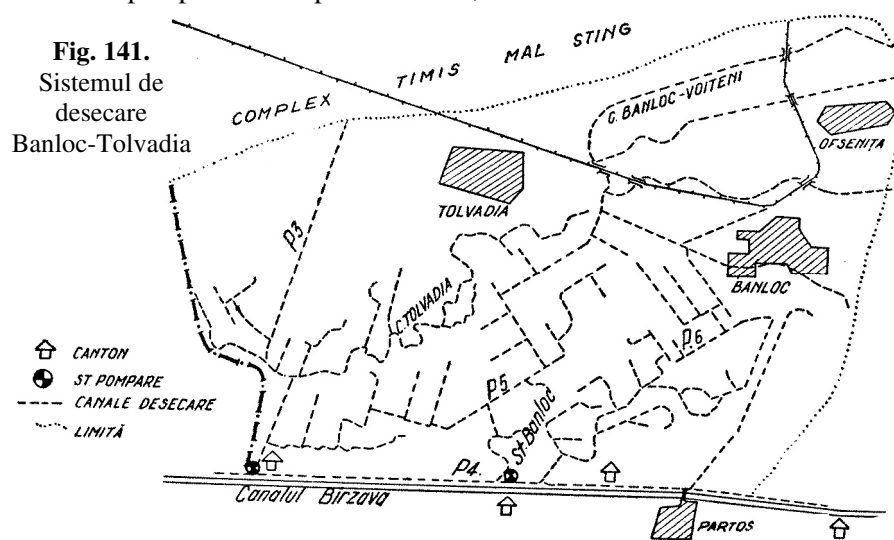 Fig. 141.
Sistemul de
desecare
Banloc-Tolvadia
COMPLEX TIMIS MAL STING
C. BANLOC-VOITENI
OFSENIȚA
TOLVADIA
BANLOC
P3
C.TOLVADIA
P6
P5
St.Banloc
P4.
CANTON
ST POMPARE
CANALE DESECARE
LIMITĂ
Canalul Birzava
PARTOS